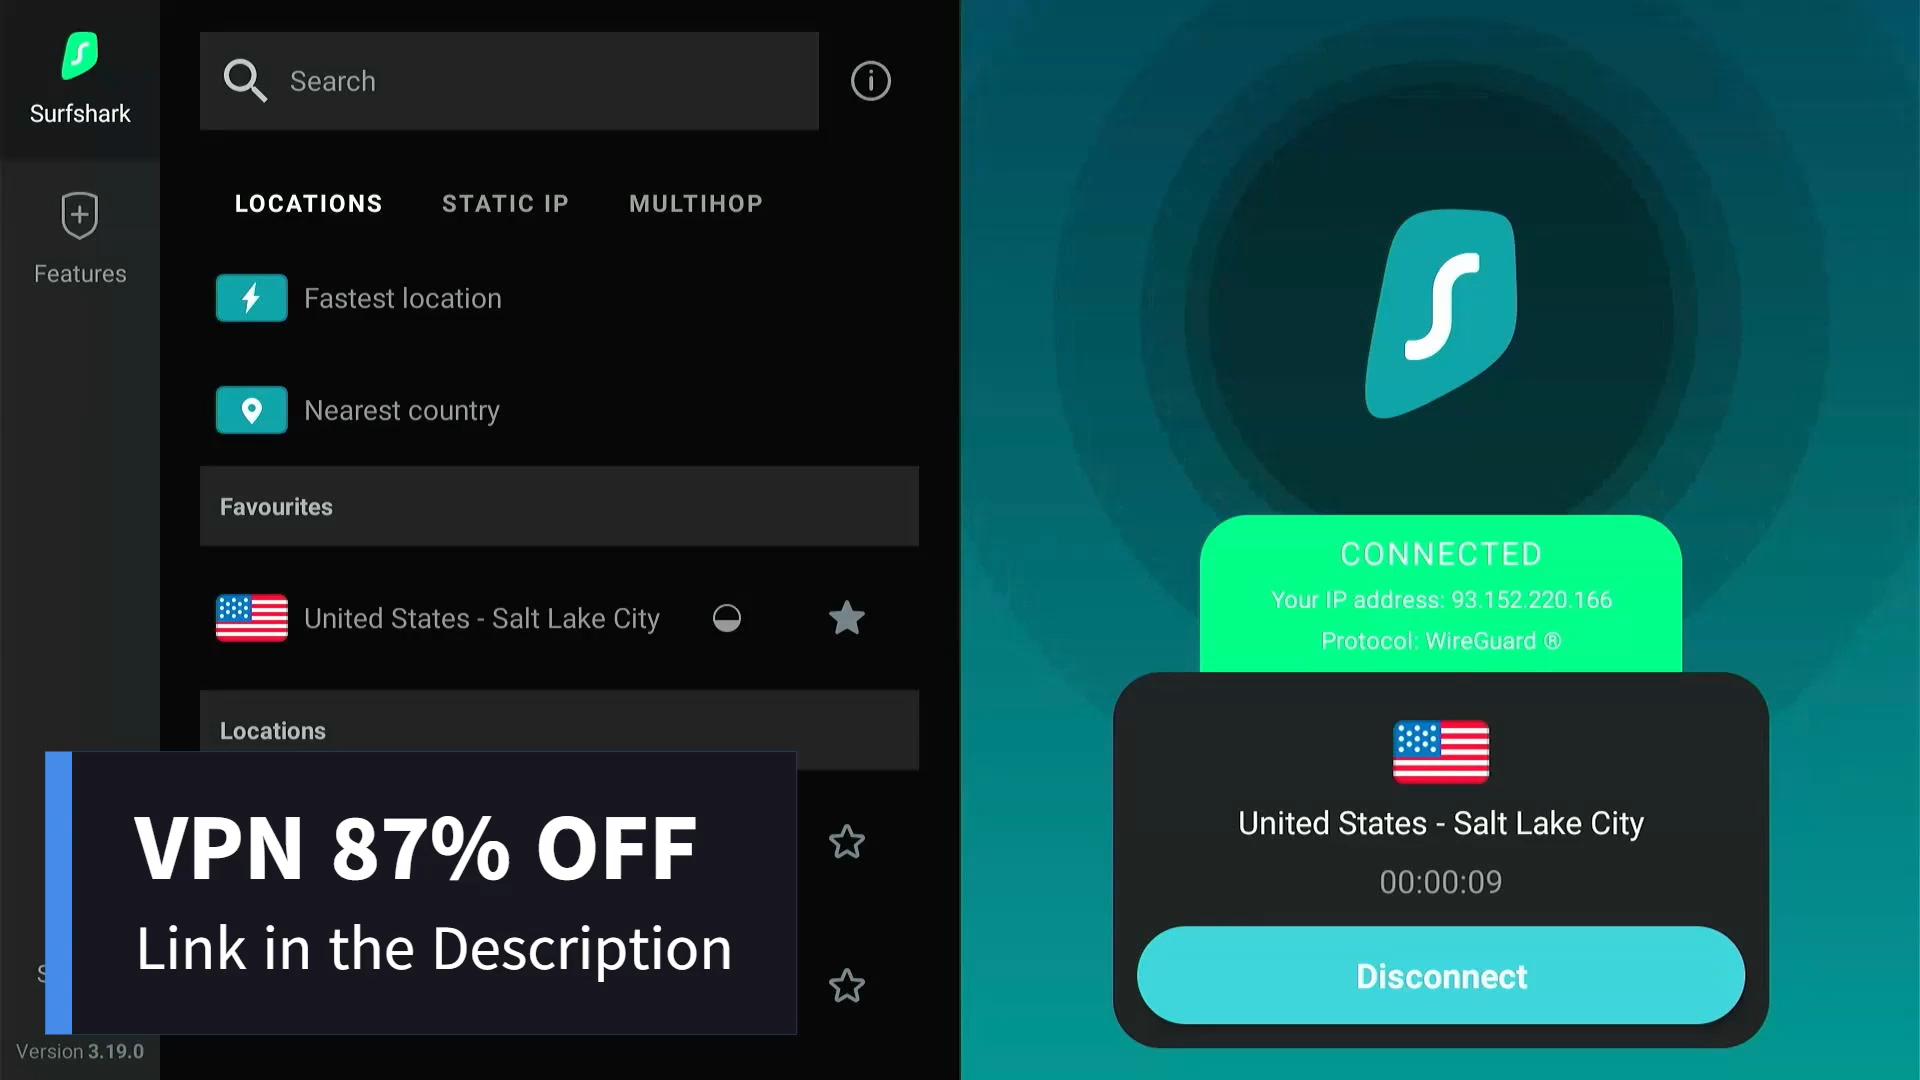 Surfshark
Features
Version 3.19.0
Search
LOCATIONS
STATIC IP
MULTIHOP
Fastest location
Nearest country
Favourites
United States - Salt Lake City
Locations
VPN 87% OFF
Link in the Description
CONNECTED
Your IP address: 93.152.220.166
Protocol: WireGuard ®
United States - Salt Lake City
00:00:09
Disconnect